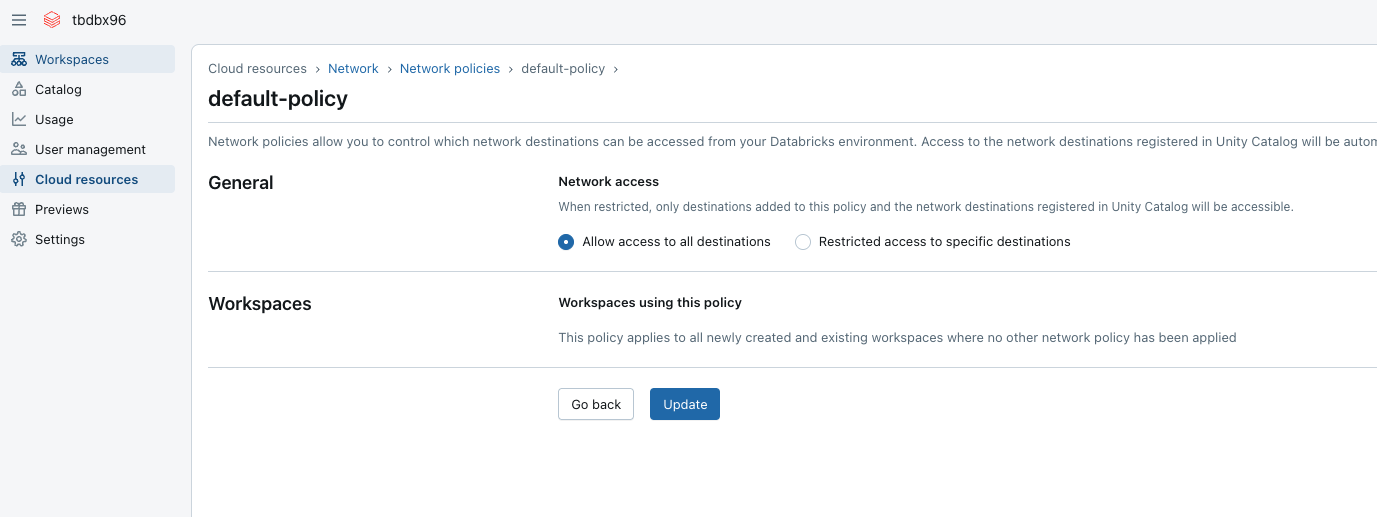 tbdbx96
Workspaces
Catalog
Usage
User management
Cloud resources
Previews
Settings
Cloud resources › Network › Network policies › default-policy ›
default-policy
Network policies allow you to control which network destinations can be accessed from your Databricks environment. Access to the network destinations registered in Unity Catalog will be autom
General
Network access
When restricted, only destinations added to this policy and the network destinations registered in Unity Catalog will be accessible.
Allow access to all destinations Restricted access to specific destinations
Workspaces
Workspaces using this policy
This policy applies to all newly created and existing workspaces where no other network policy has been applied
Go back Update